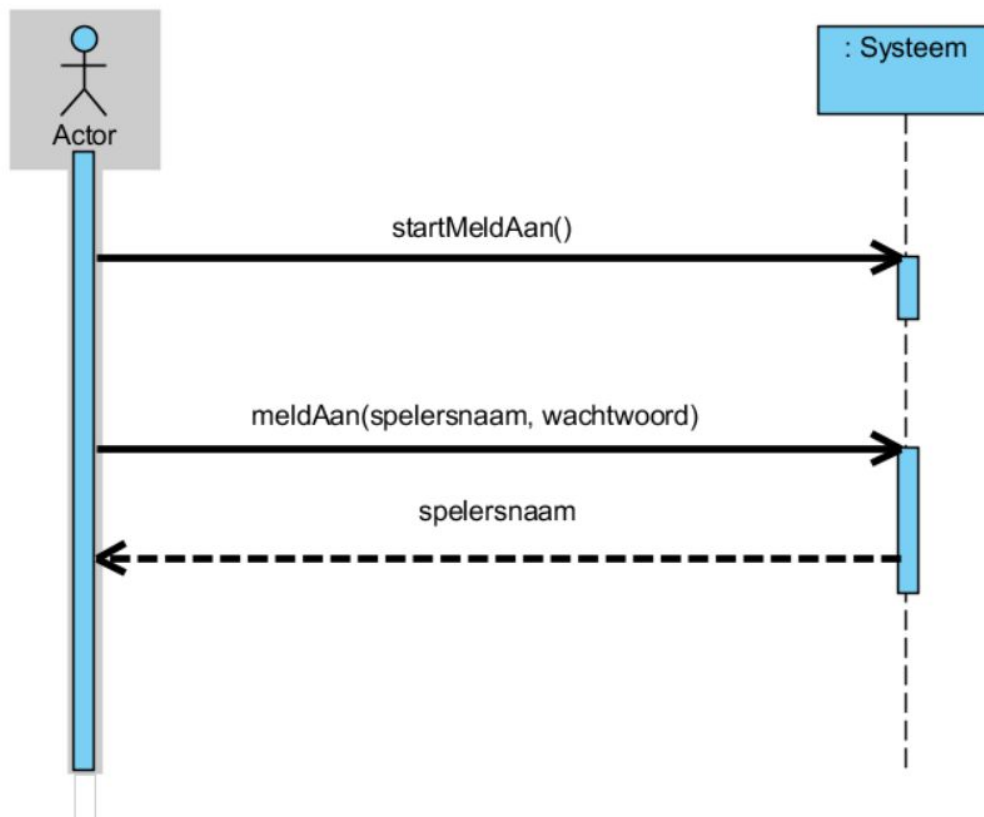 Actor
: Systeem
startMeldAan()
meldAan(spelersnaam, wachtwoord)
spelersnaam